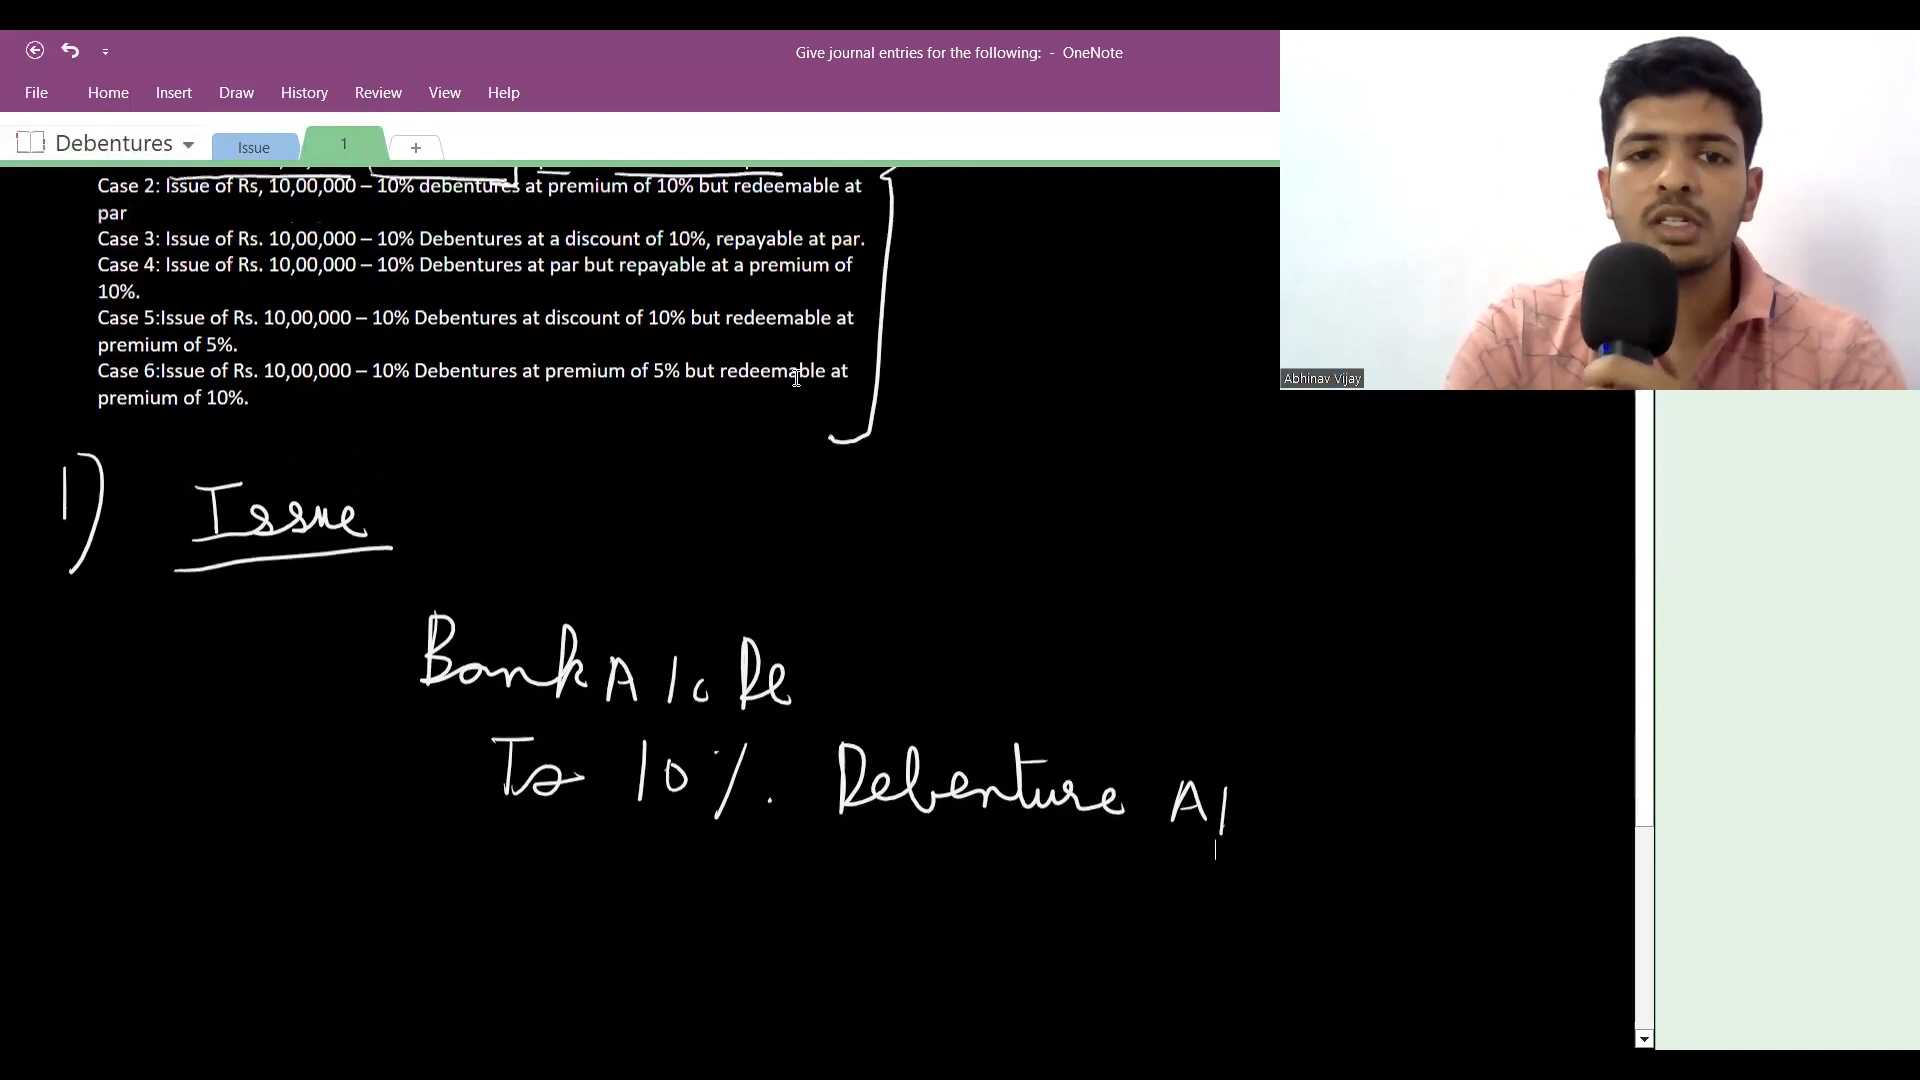 Give journal entries for the following: - OneNote
File Home Insert Draw History Review View Help
Debentures Issue 1 +
Case 2: Issue of Rs, 10,00,000 – 10% debentures at premium of 10% but redeemable at
par
Case 3: Issue of Rs. 10,00,000 – 10% Debentures at a discount of 10%, repayable at par.
Case 4: Issue of Rs. 10,00,000 – 10% Debentures at par but repayable at a premium of
10%.
Case 5:Issue of Rs. 10,00,000 – 10% Debentures at discount of 10% but redeemable at
premium of 5%.
Case 6:Issue of Rs. 10,00,000 – 10% Debentures at premium of 5% but redeemable at
premium of 10%.
Abhinav Vijay
1) Issue
Bank A/c Dr
To 10%. Debenture A/